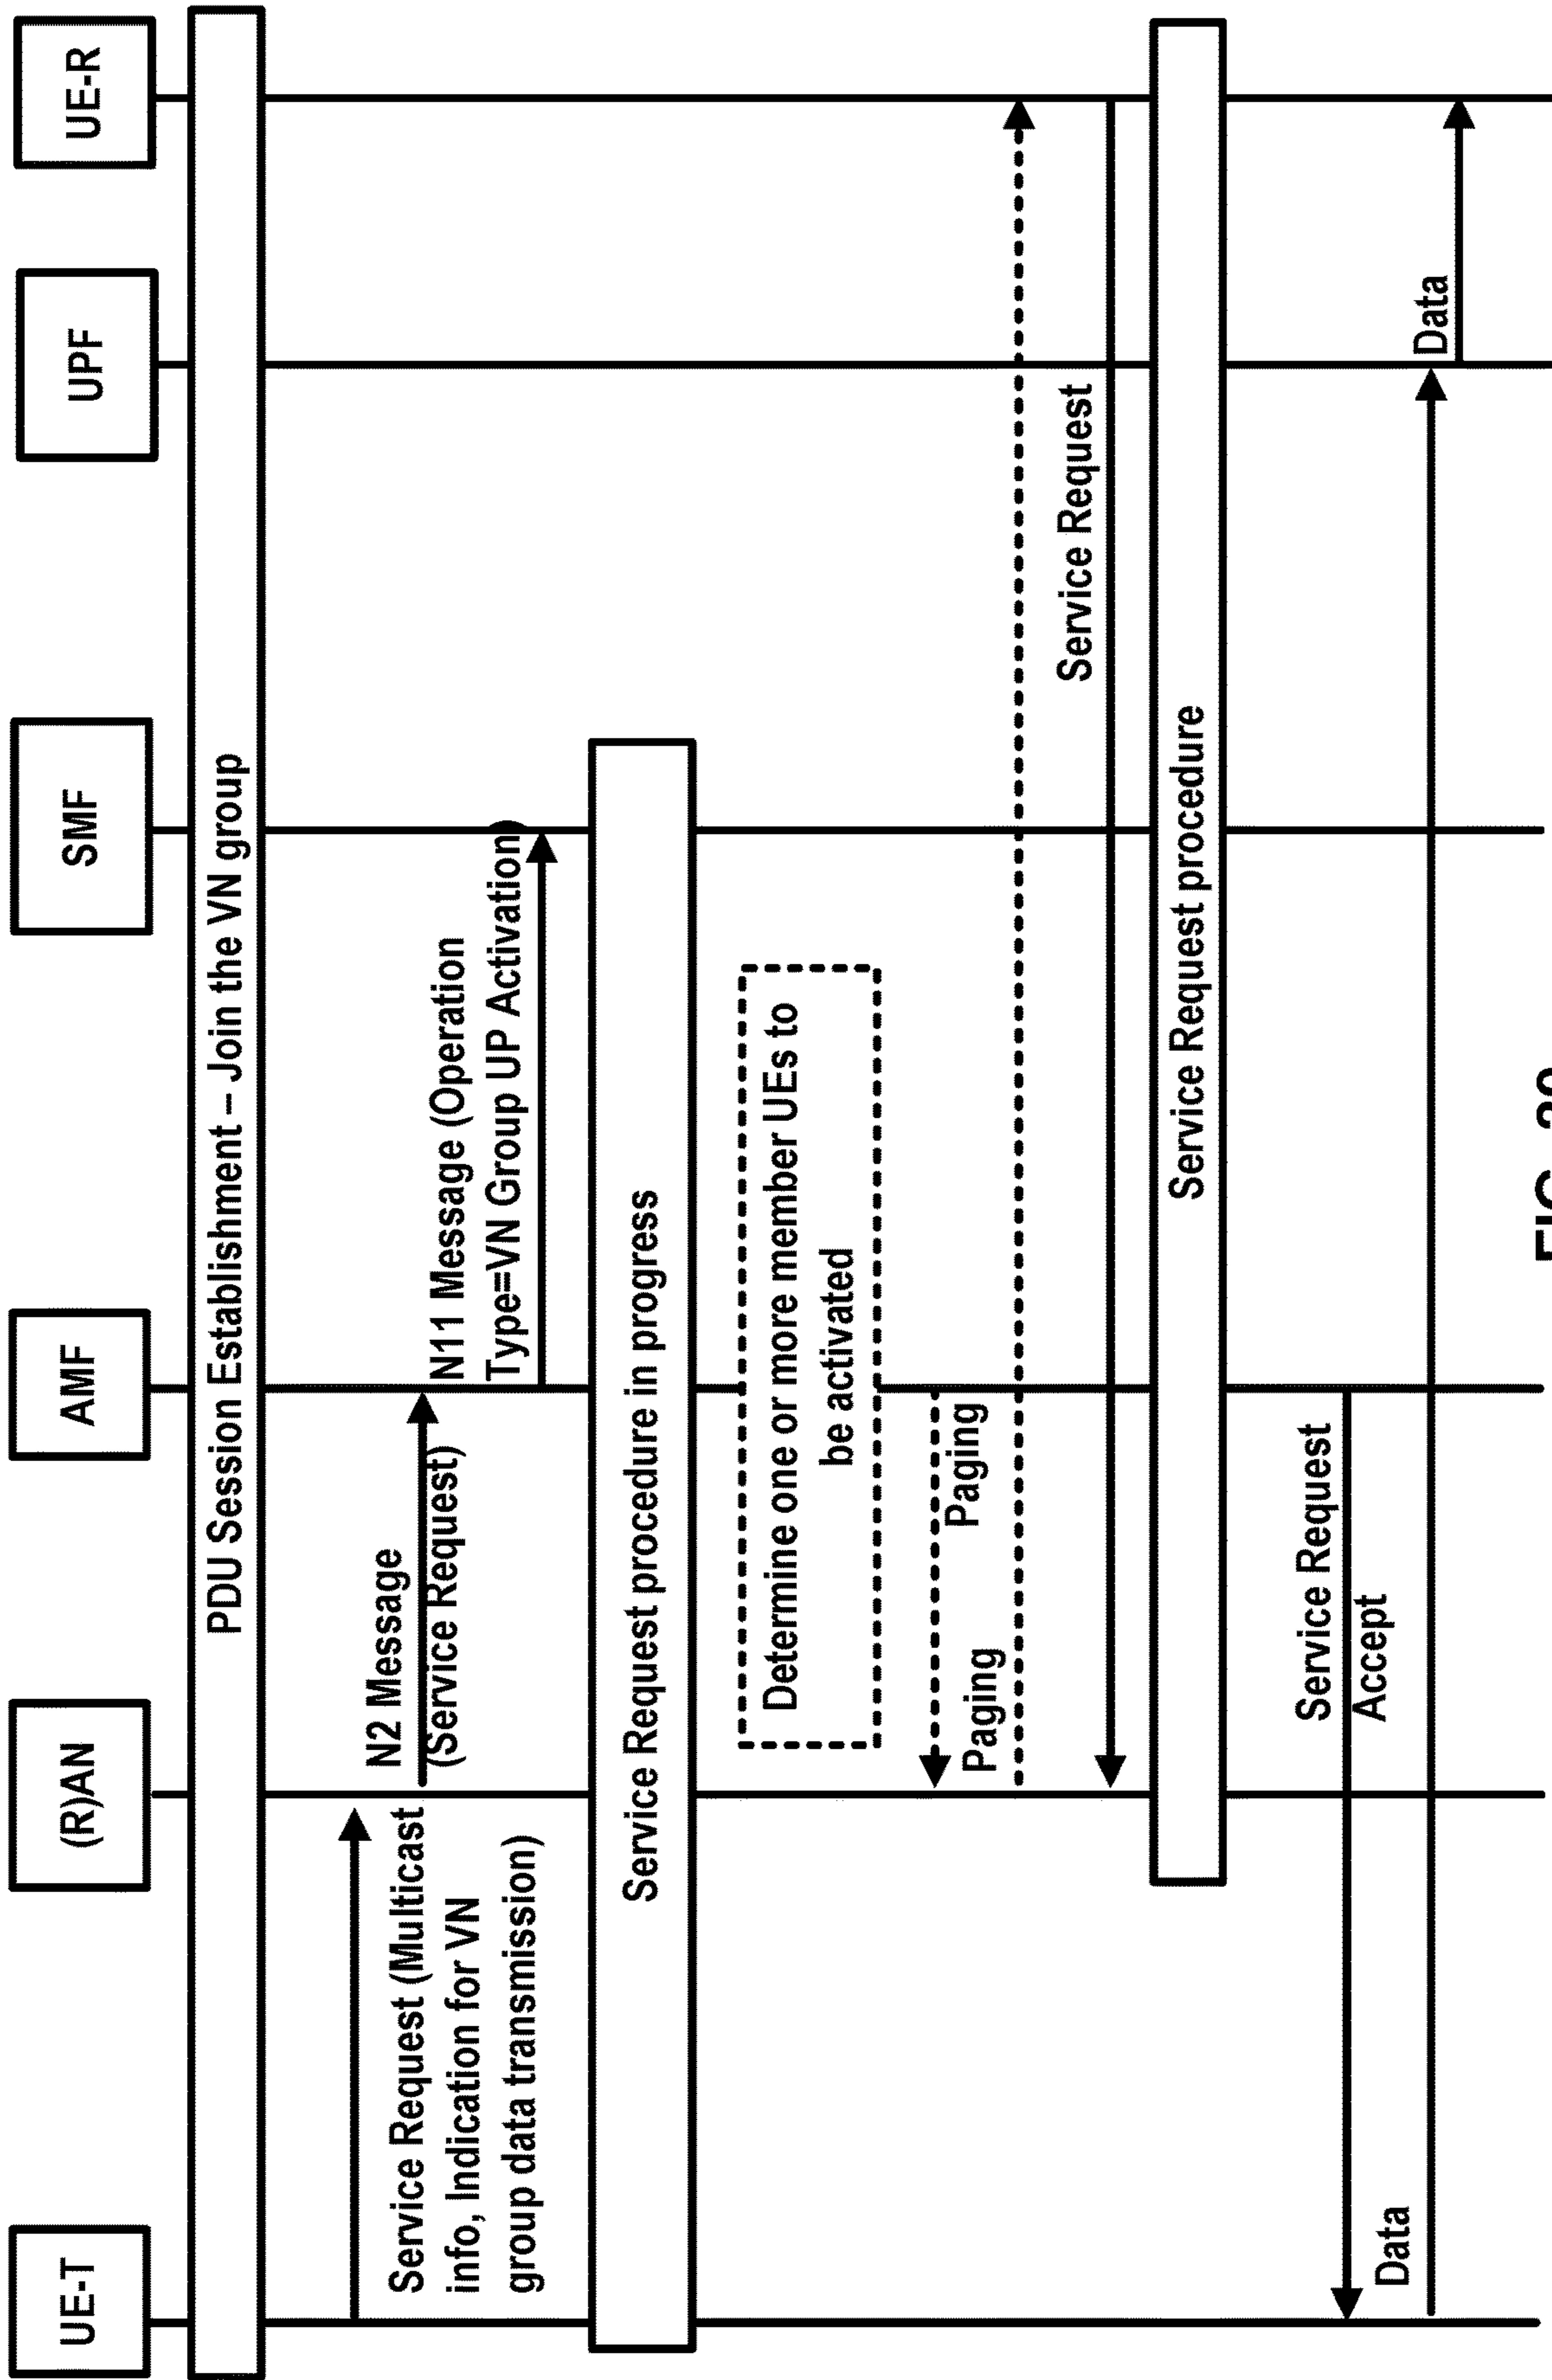 UE-T
(R)AN
AMF
SMF
UPF
UE-R
PDU Session Establishment – Join the VN group
Service Request (Multicast
info, Indication for VN
group data transmission)
N2 Message
(Service Request)
N11 Message (Operation
Type=VN Group UP Activation)
Service Request procedure in progress
Determine one or more member UEs to
be activated
Paging
Paging
Service Request
Service Request procedure
Service Request
Accept
Data
Data